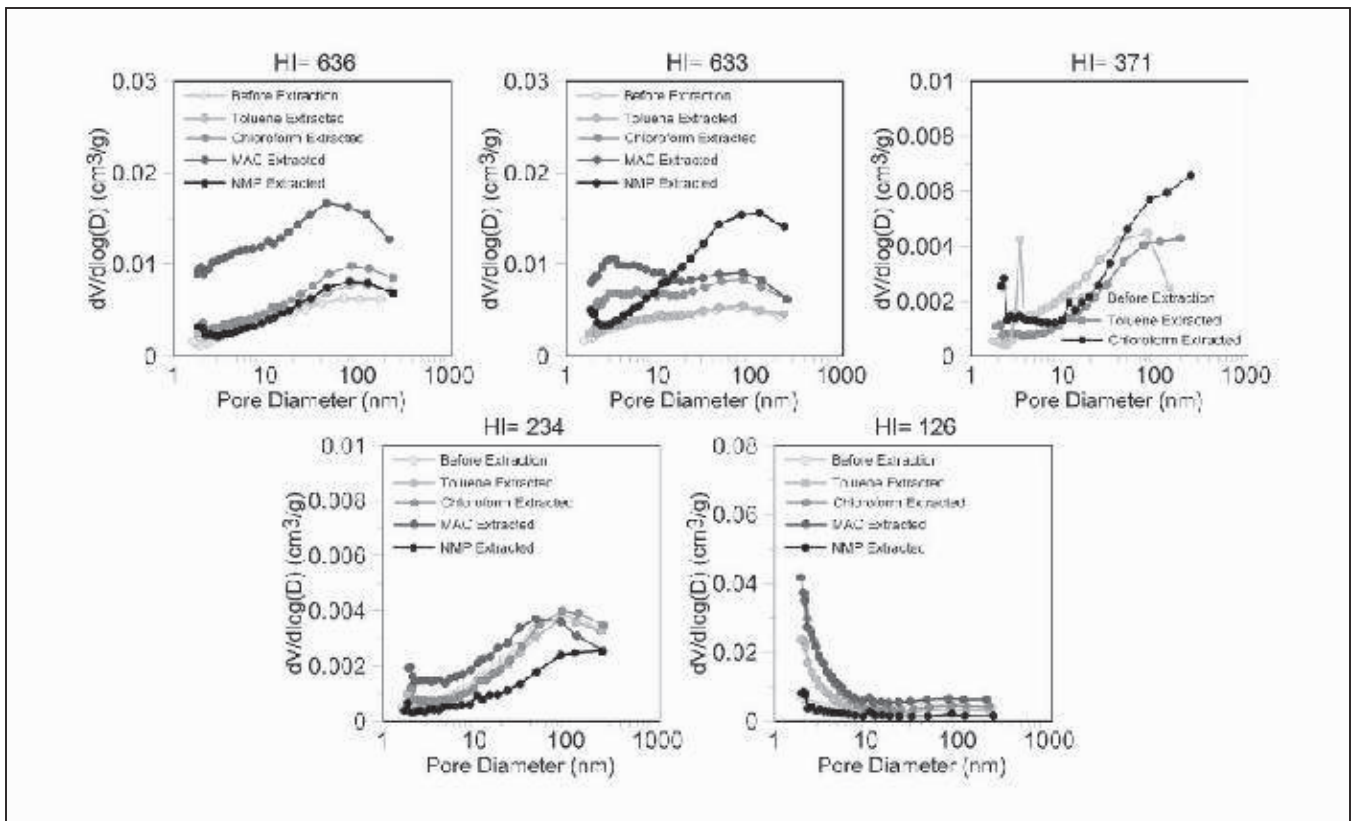 HI= 636
0.03
0.02
0.01
0
dV/dlog(D) (cm3/g)
Before Extraction
Toluene Extracted
Chloroform Extracted
MAC Extracted
NMP Extracted
1 10 100 1000
Pore Diameter (nm)
HI= 633
0.03
0.02
0.01
0
dV/dlog(D) (cm3/g)
Before Extraction
Toluene Extracted
Chloroform Extracted
MAC Extracted
NMP Extracted
1 10 100 1000
Pore Diameter (nm)
HI= 371
0.01
0.008
0.006
0.004
0.002
0
dV/dlog(D) (cm3/g)
Before Extraction
Toluene Extracted
Chloroform Extracted
1 10 100 1000
Pore Diameter (nm)
HI= 234
0.01
0.008
0.006
0.004
0.002
0
dV/dlog(D) (cm3/g)
Before Extraction
Toluene Extracted
Chloroform Extracted
MAC Extracted
NMP Extracted
1 10 100 1000
Pore Diameter (nm)
HI= 126
0.08
0.06
0.04
0.02
0
dV/dlog(D) (cm3/g)
Before Extraction
Toluene Extracted
Chloroform Extracted
MAC Extracted
NMP Extracted
1 10 100 1000
Pore Diameter (nm)